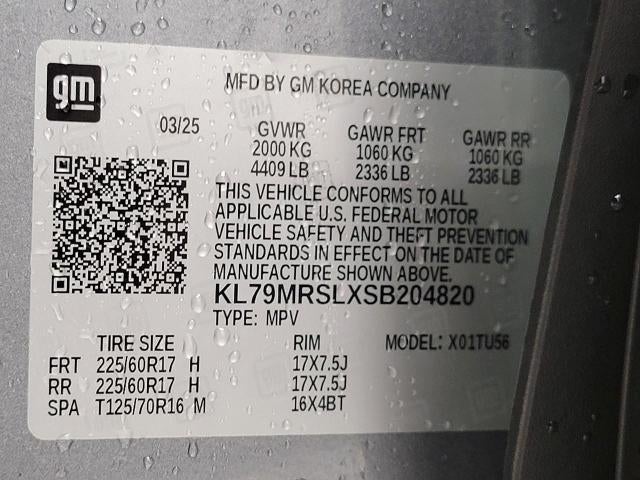 gm
MFD BY GM KOREA COMPANY
03/25 GVWR GAWR FRT GAWR RR
2000 KG 1060 KG 1060 KG
4409 LB 2336 LB 2336 LB
THIS VEHICLE CONFORMS TO ALL
APPLICABLE U.S. FEDERAL MOTOR
VEHICLE SAFETY AND THEFT PREVENTION
STANDARDS IN EFFECT ON THE DATE OF
MANUFACTURE SHOWN ABOVE.
KL79MRSLXSB204820
TYPE: MPV
TIRE SIZE RIM MODEL: X01TU56
FRT 225/60R17 H 17X7.5J
RR 225/60R17 H 17X7.5J
SPA T125/70R16 M 16X4BT